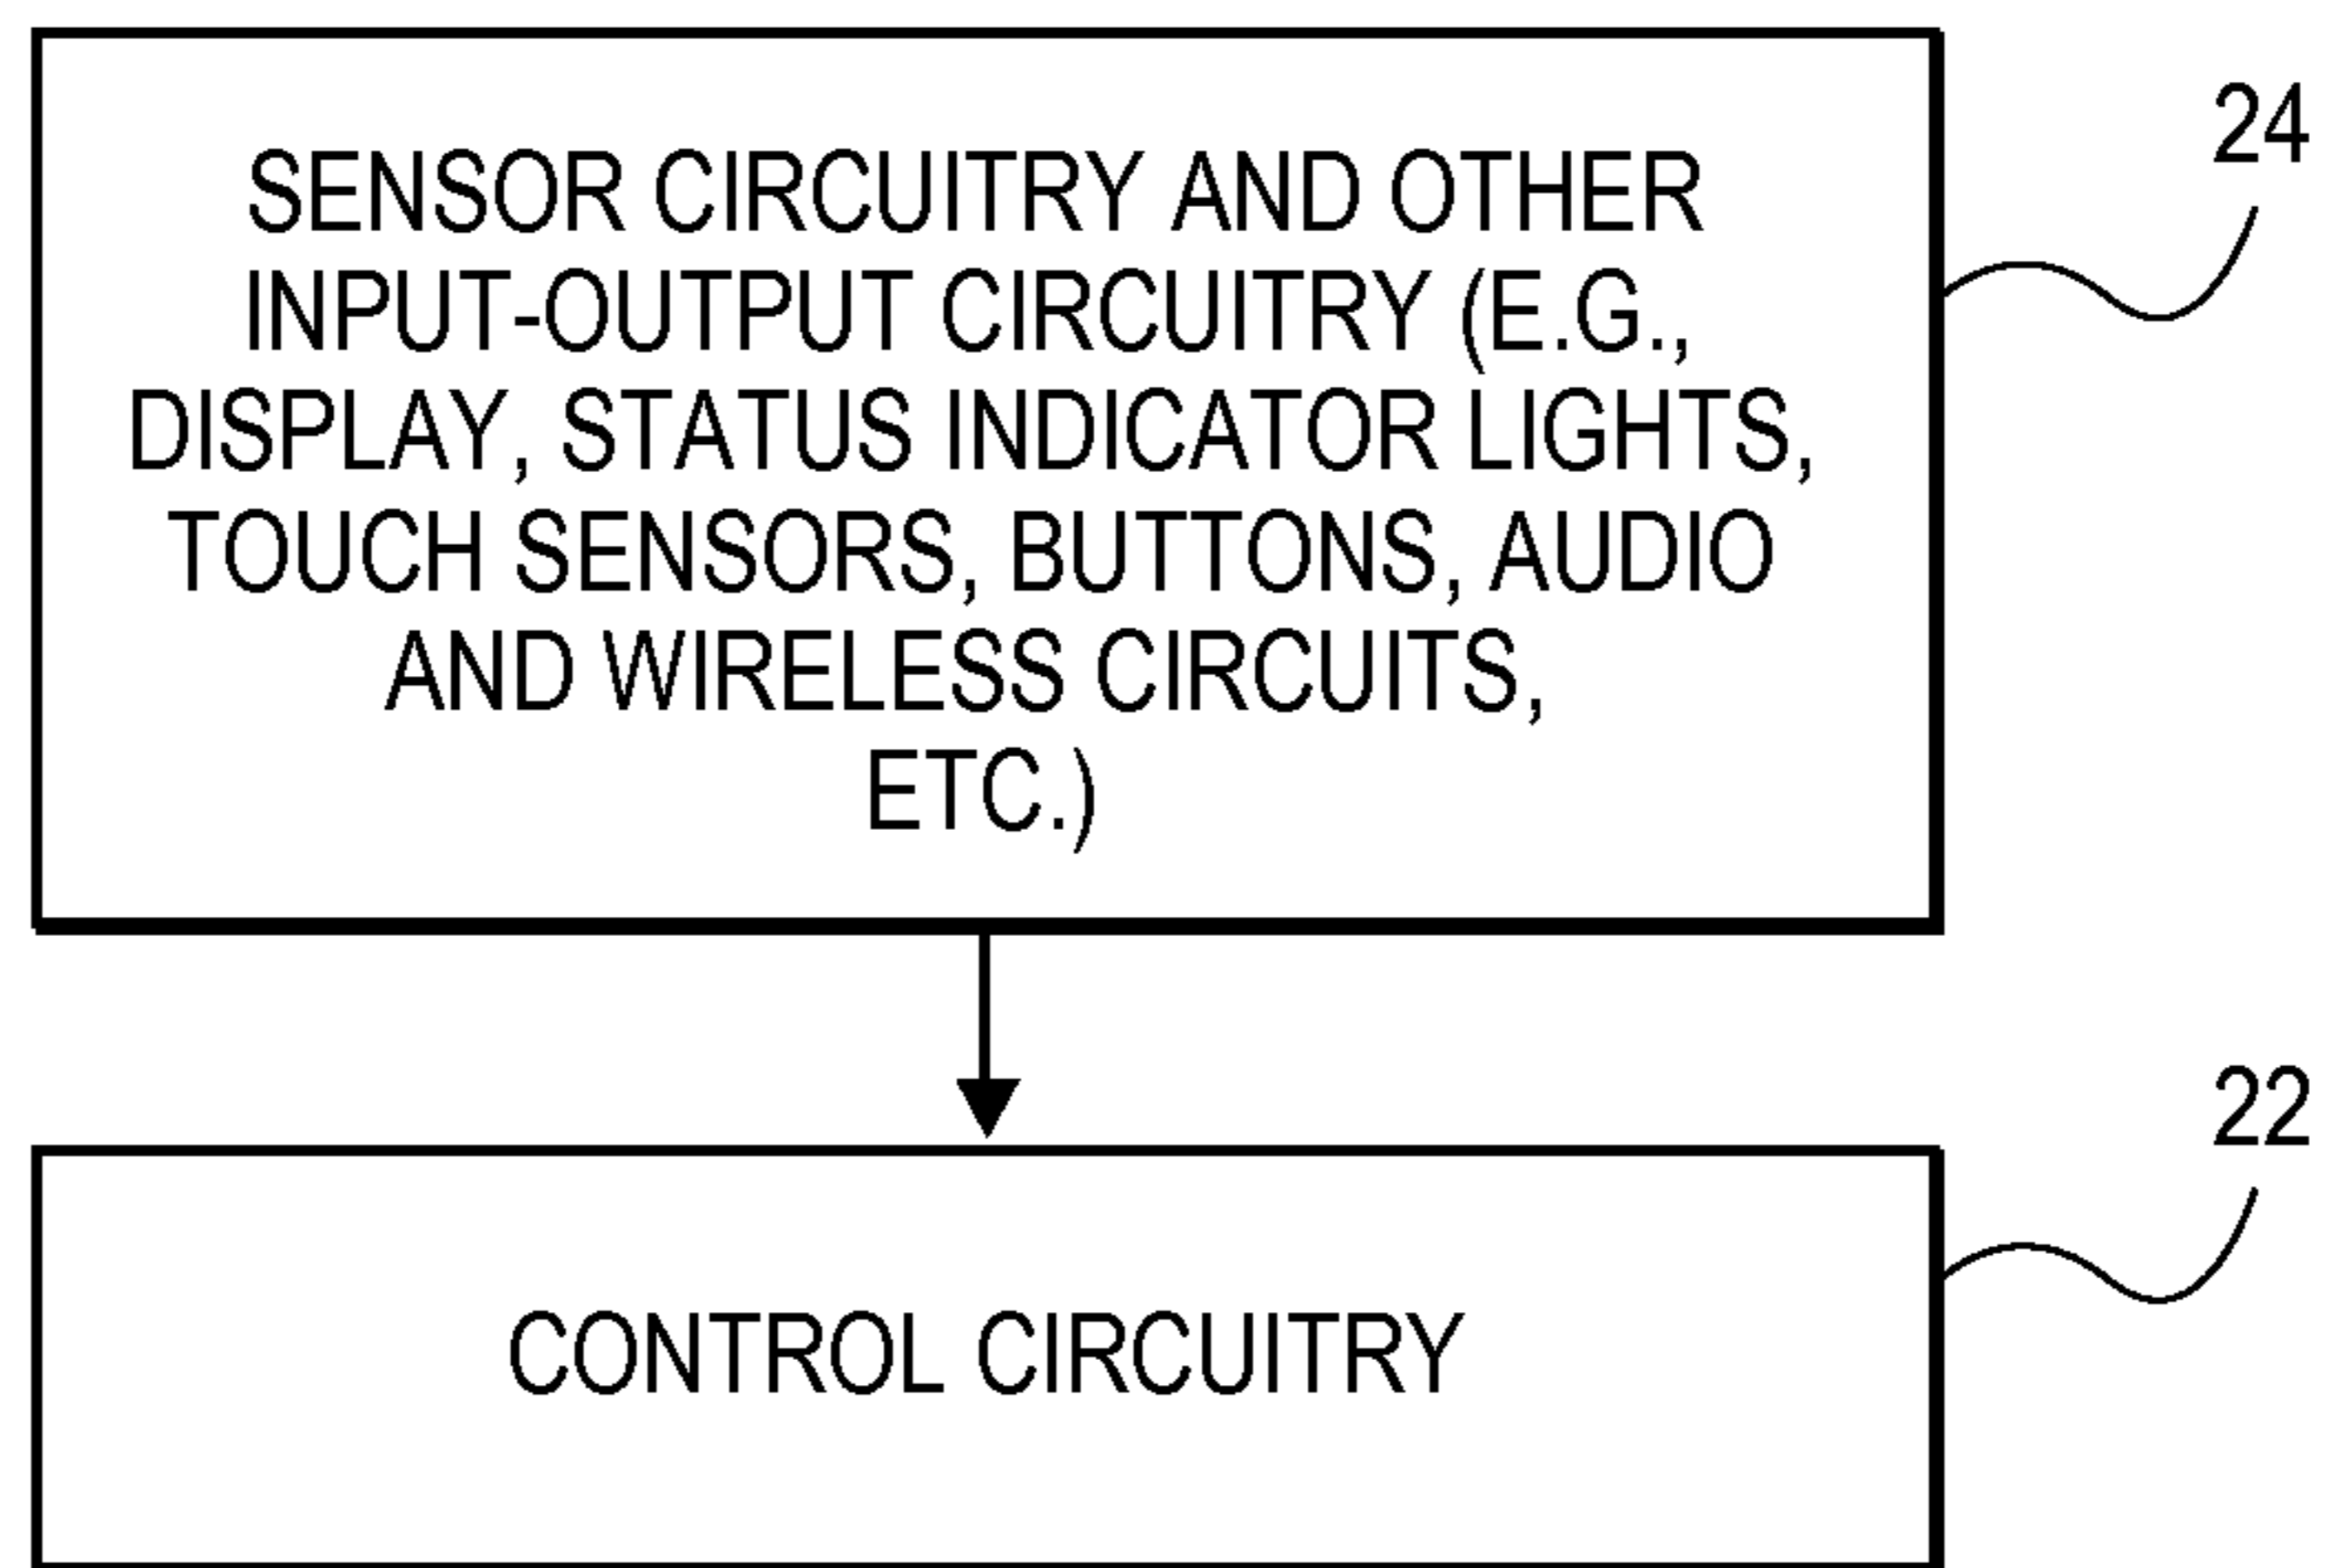 24
SENSOR CIRCUITRY AND OTHER
INPUT-OUTPUT CIRCUITRY (E.G.,
DISPLAY, STATUS INDICATOR LIGHTS,
TOUCH SENSORS, BUTTONS, AUDIO
AND WIRELESS CIRCUITS,
ETC.)
22
CONTROL CIRCUITRY